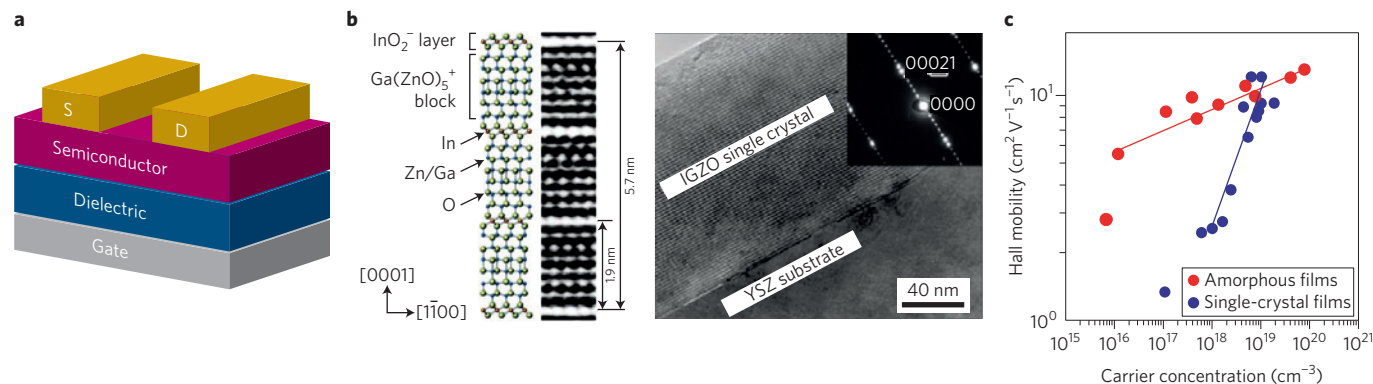 a
S
D
Semiconductor
Dielectric
Gate
b
InO₂⁻ layer
Ga(ZnO)₅⁺
block
In
Zn/Ga
O
[0001]
[11̄00]
1.9 nm
5.7 nm
IGZO single crystal
YSZ substrate
00021
0000
40 nm
c
Hall mobility (cm² V⁻¹ s⁻¹)
10¹
10⁰
Amorphous films
Single-crystal films
10¹⁵ 10¹⁶ 10¹⁷ 10¹⁸ 10¹⁹ 10²⁰ 10²¹
Carrier concentration (cm⁻³)